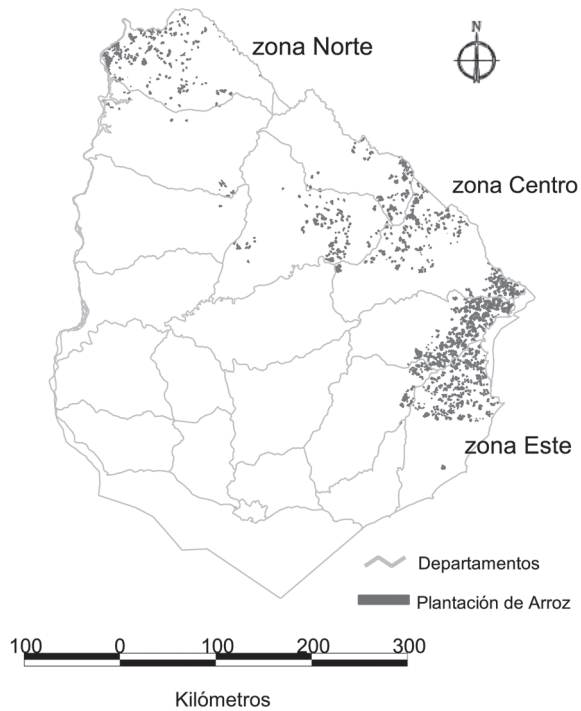 zona Norte
N
zona Centro
zona Este
Departamentos
Plantación de Arroz
100 0 100 200 300
Kilómetros